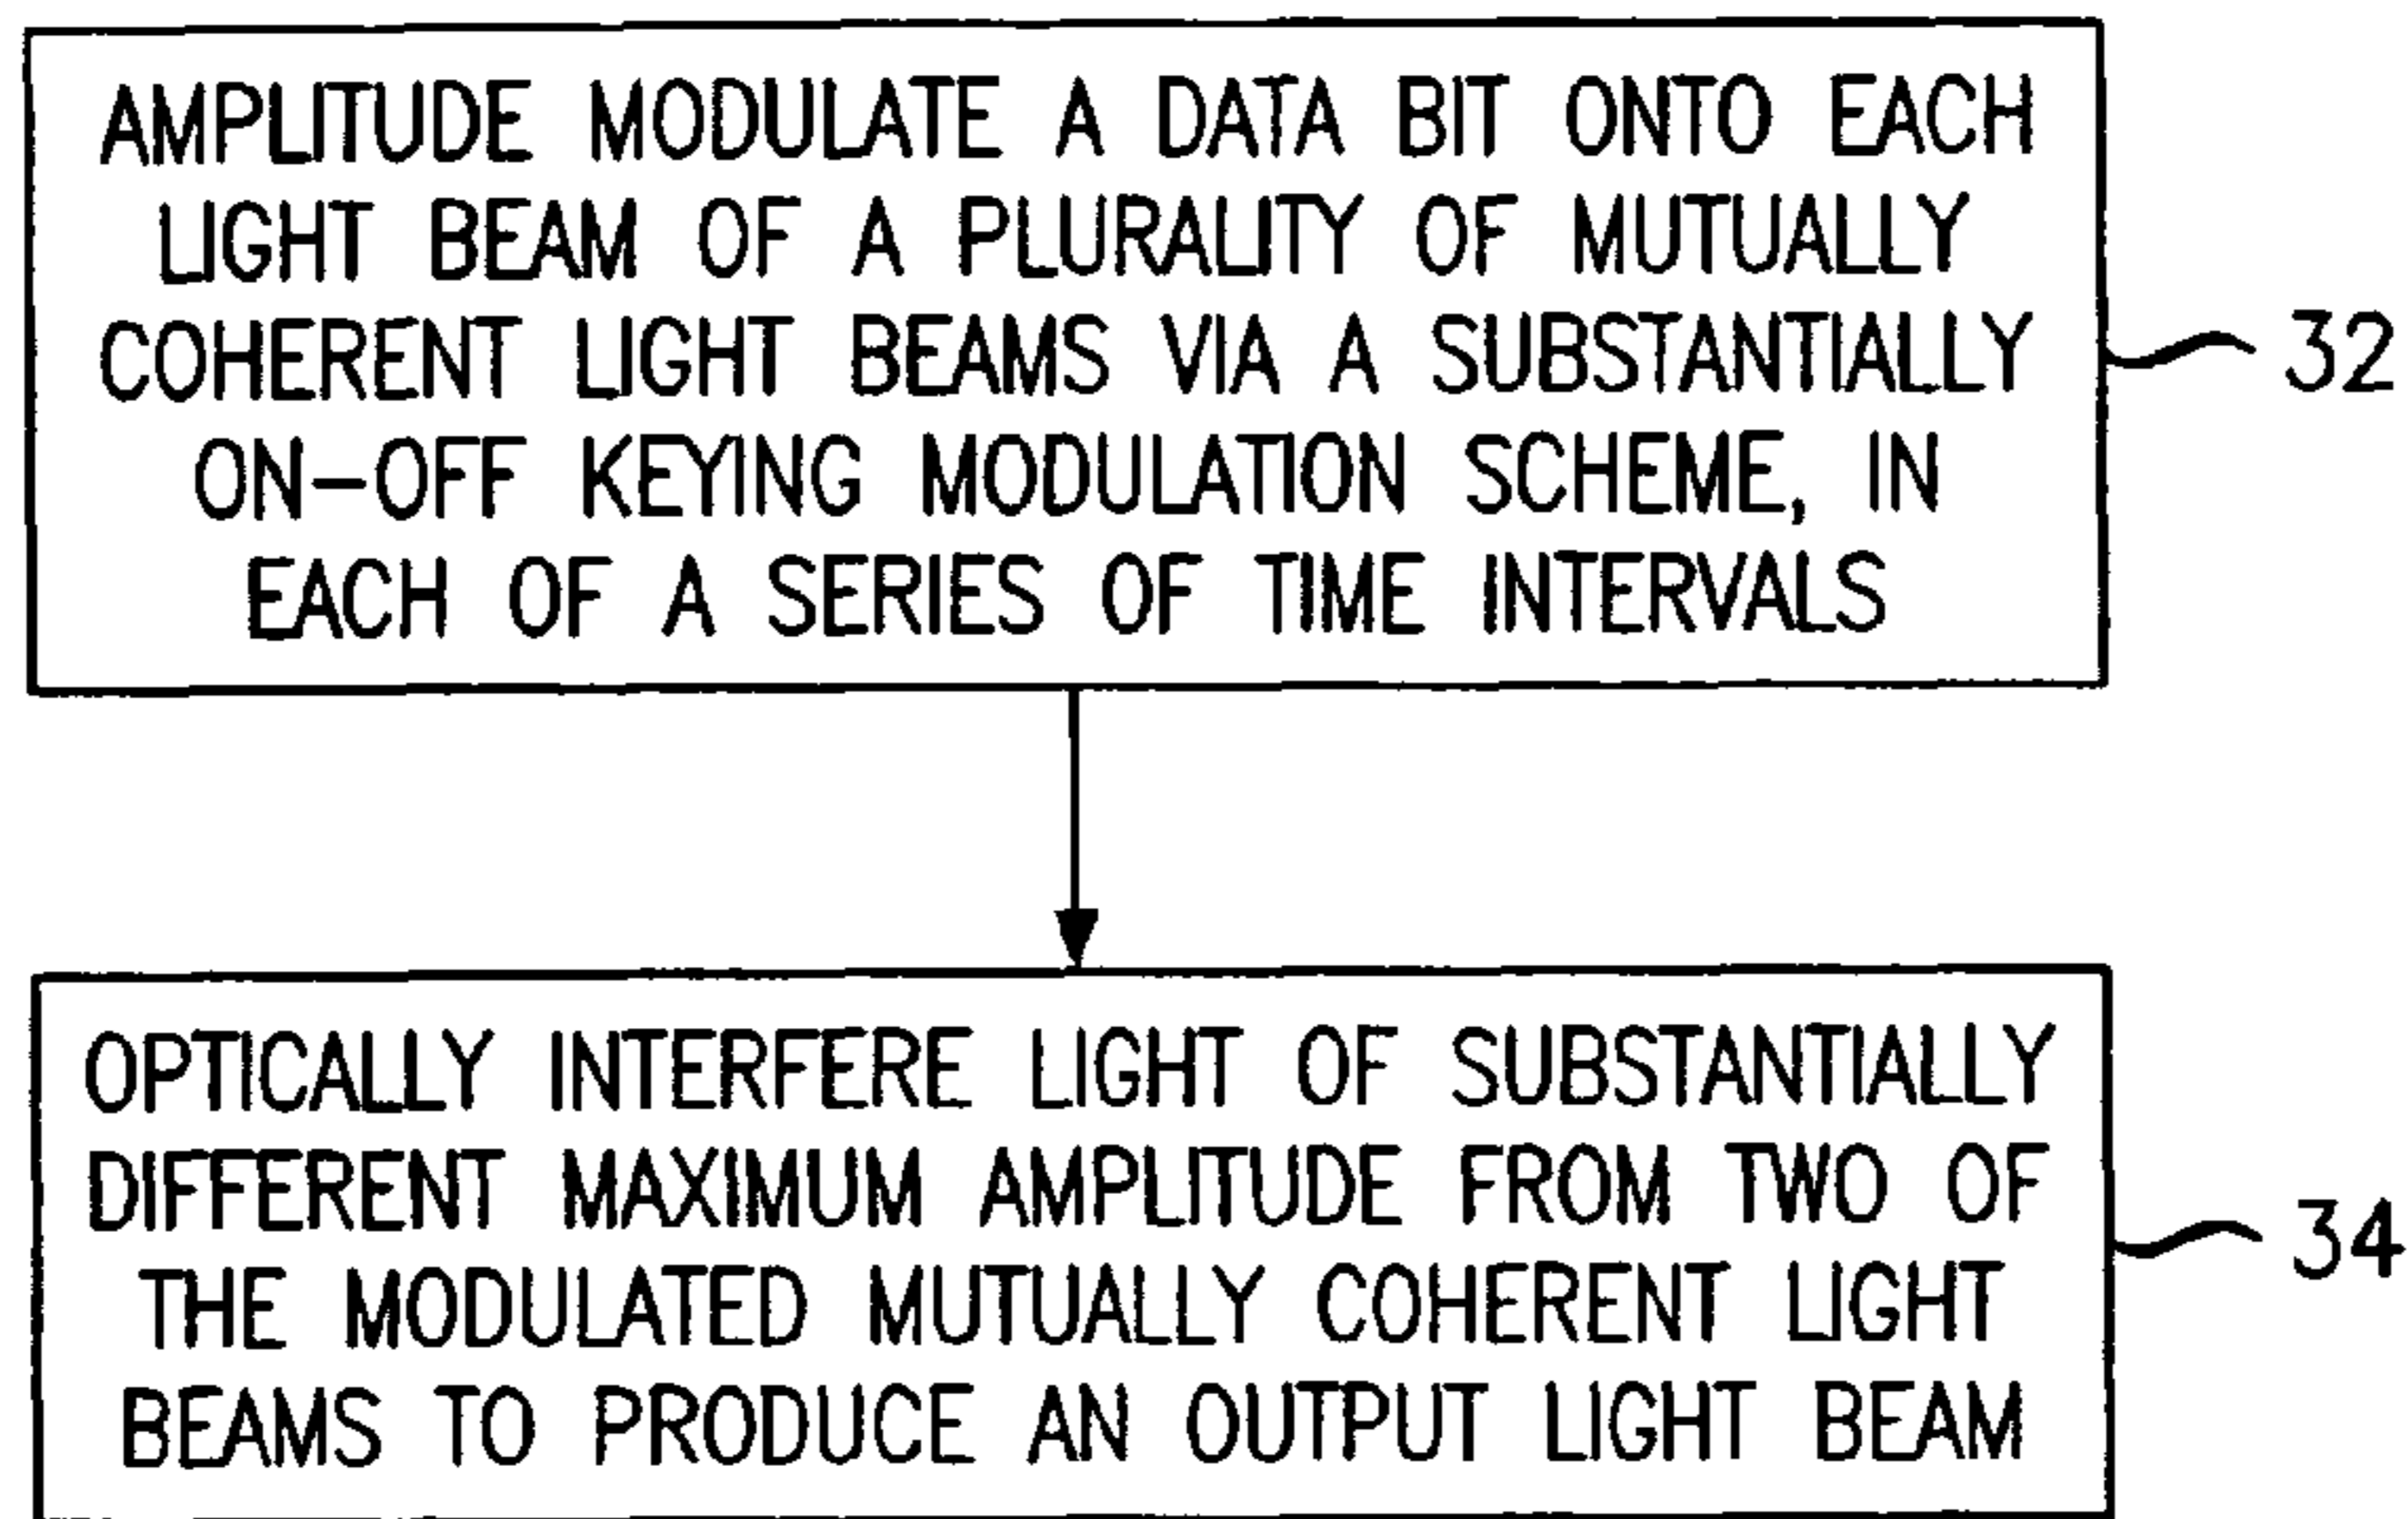 AMPLITUDE MODULATE A DATA BIT ONTO EACH
LIGHT BEAM OF A PLURALITY OF MUTUALLY
COHERENT LIGHT BEAMS VIA A SUBSTANTIALLY
ON-OFF KEYING MODULATION SCHEME, IN
EACH OF A SERIES OF TIME INTERVALS
32
OPTICALLY INTERFERE LIGHT OF SUBSTANTIALLY
DIFFERENT MAXIMUM AMPLITUDE FROM TWO OF
THE MODULATED MUTUALLY COHERENT LIGHT
BEAMS TO PRODUCE AN OUTPUT LIGHT BEAM
34